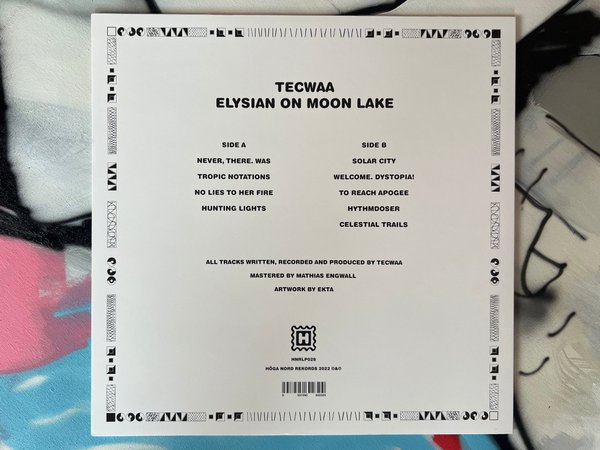 TECWAA
ELYSIAN ON MOON LAKE
SIDE A
NEVER, THERE. WAS
TROPIC NOTATIONS
NO LIES TO HER FIRE
HUNTING LIGHTS
SIDE B
SOLAR CITY
WELCOME. DYSTOPIA!
TO REACH APOGEE
HYTHMDOSER
CELESTIAL TRAILS
ALL TRACKS WRITTEN, RECORDED AND PRODUCED BY TECWAA
MASTERED BY MATHIAS ENGWALL
ARTWORK BY EKTA
H
HNRLP028
HÖGA NORD REKORDS 2022 ©&℗